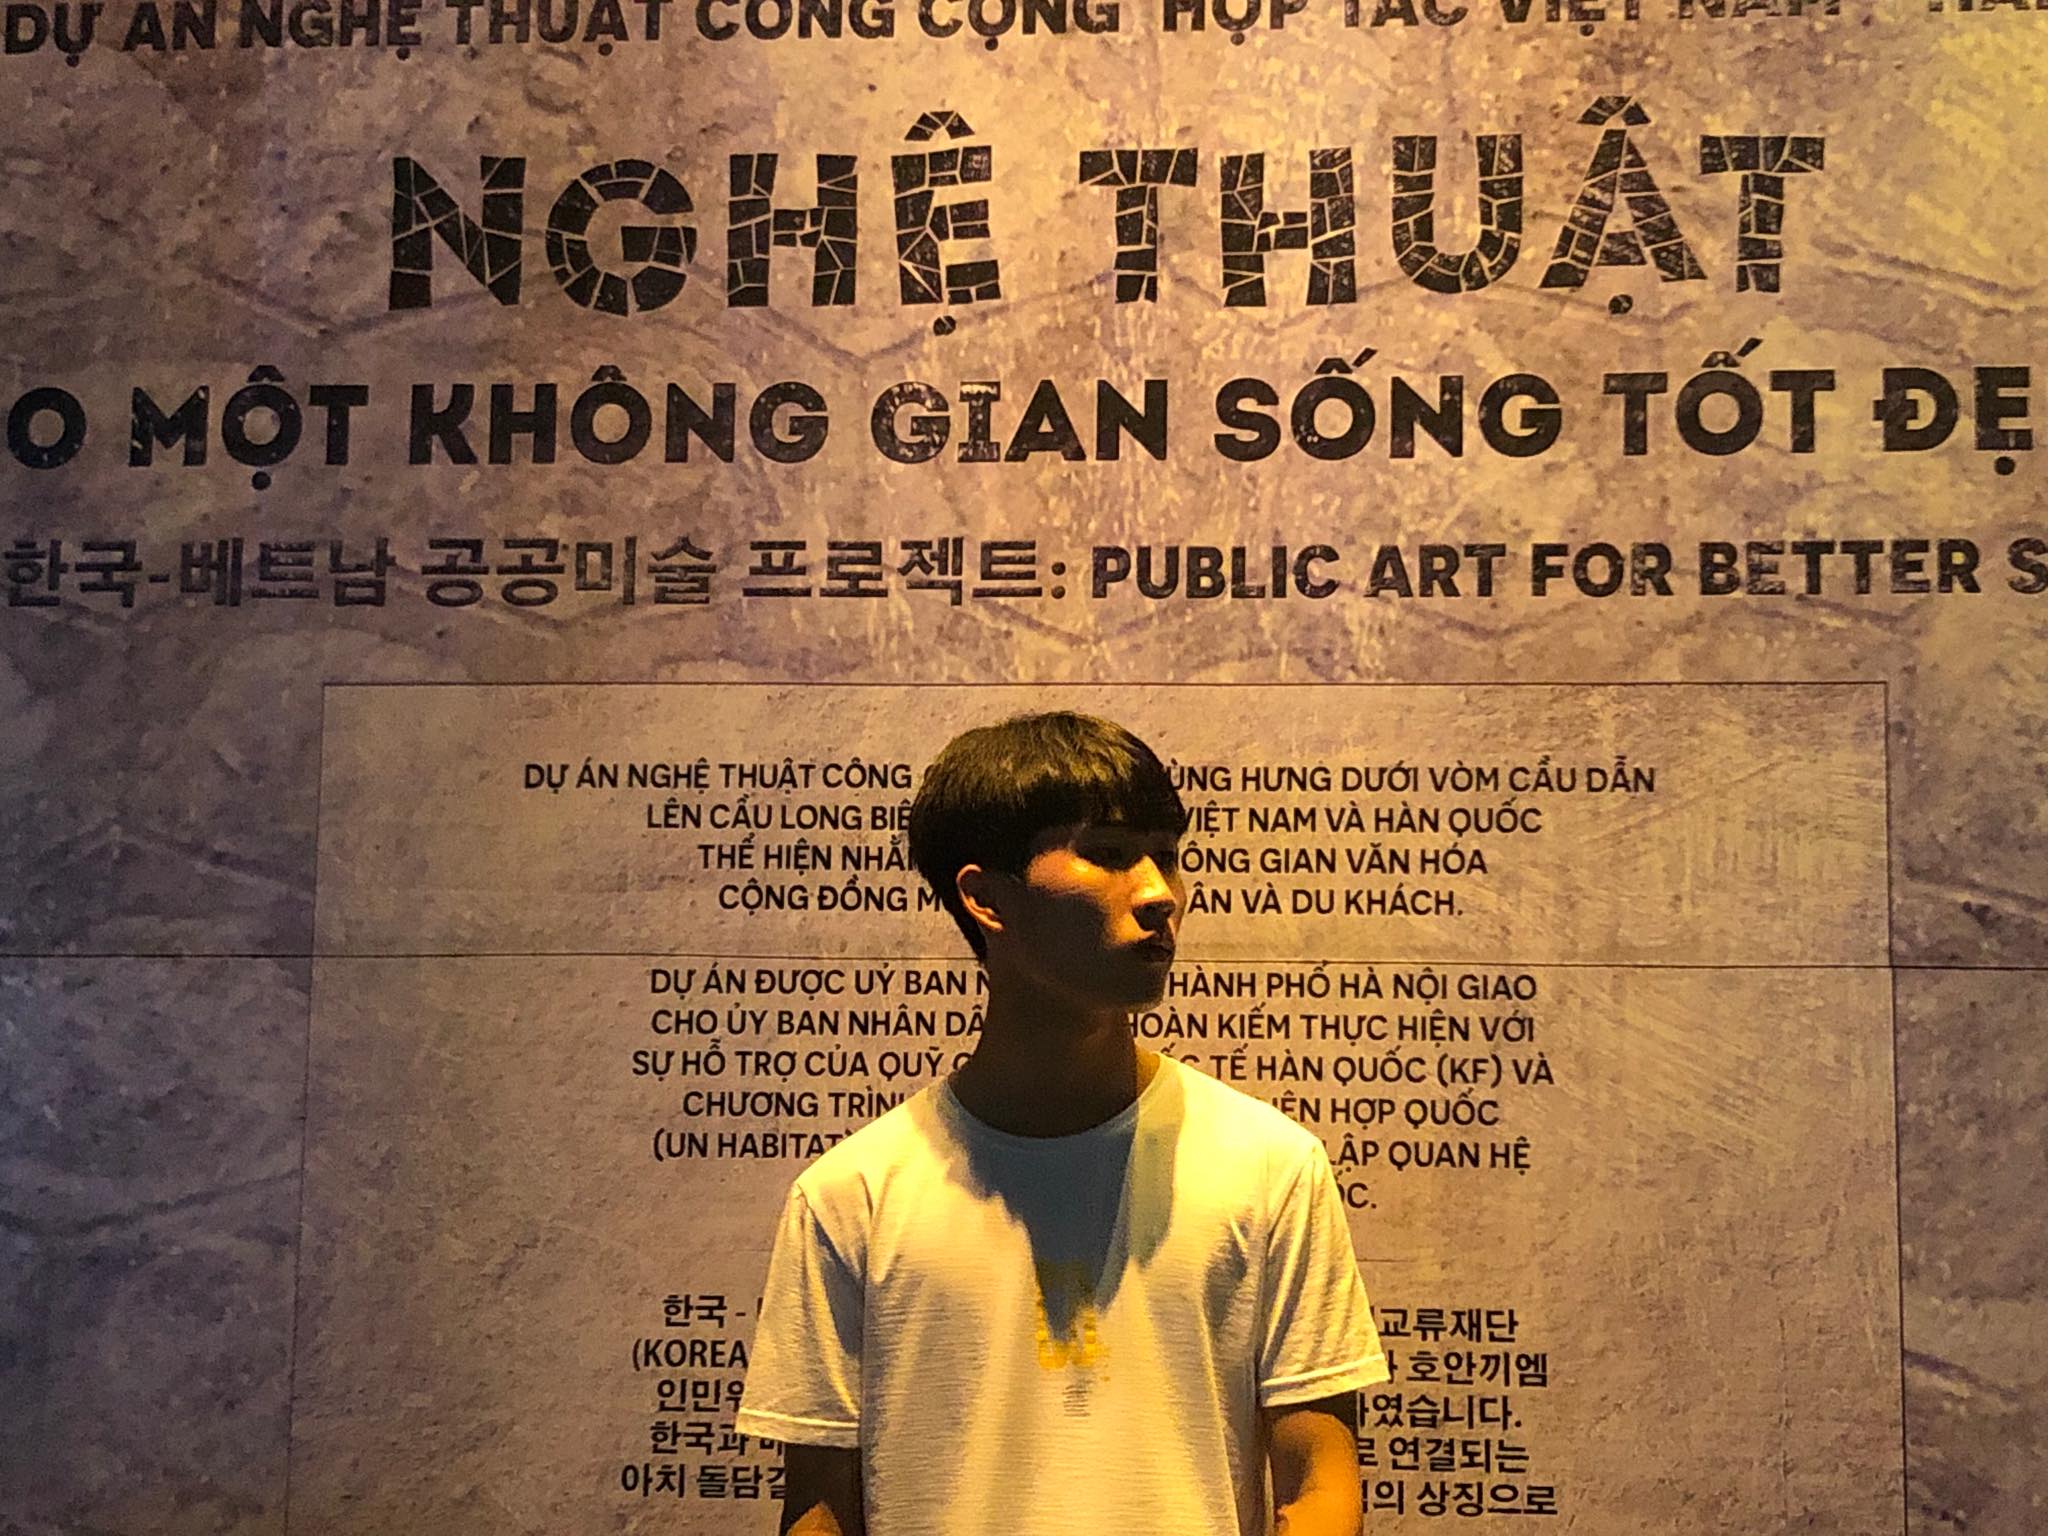 DỰ ÁN NGHỆ THUẬT CÔNG CỘNG HỢP TÁC VIỆT NAM -
NGHỆ THUẬT
O MỘT KHÔNG GIAN SỐNG TỐT ĐẸ
한국-베트남 공공미술 프로젝트: PUBLIC ART FOR BETTER S
DỰ ÁN NGHỆ THUẬT CÔNG ÙNG HƯNG DƯỚI VÒM CẦU DẪN
LÊN CẦU LONG BIÊ VIỆT NAM VÀ HÀN QUỐC
THỂ HIỆN NHẰ ÔNG GIAN VĂN HÓA
CỘNG ĐỒNG M ÂN VÀ DU KHÁCH.
DỰ ÁN ĐƯỢC UỶ BAN N HÀNH PHỐ HÀ NỘI GIAO
CHO ỦY BAN NHÂN DÂ HOÀN KIẾM THỰC HIỆN VỚI
SỰ HỖ TRỢ CỦA QUỸ ỐC TẾ HÀN QUỐC (KF) VÀ
CHƯƠNG TRÌNH IÊN HỢP QUỐC
(UN HABITAT) LẬP QUAN HỆ
ỐC.
한국 - 교류재단
(KOREA 호안끼엠
인민위 하였습니다.
한국과 로 연결되는
아치 돌담길 의 상징으로